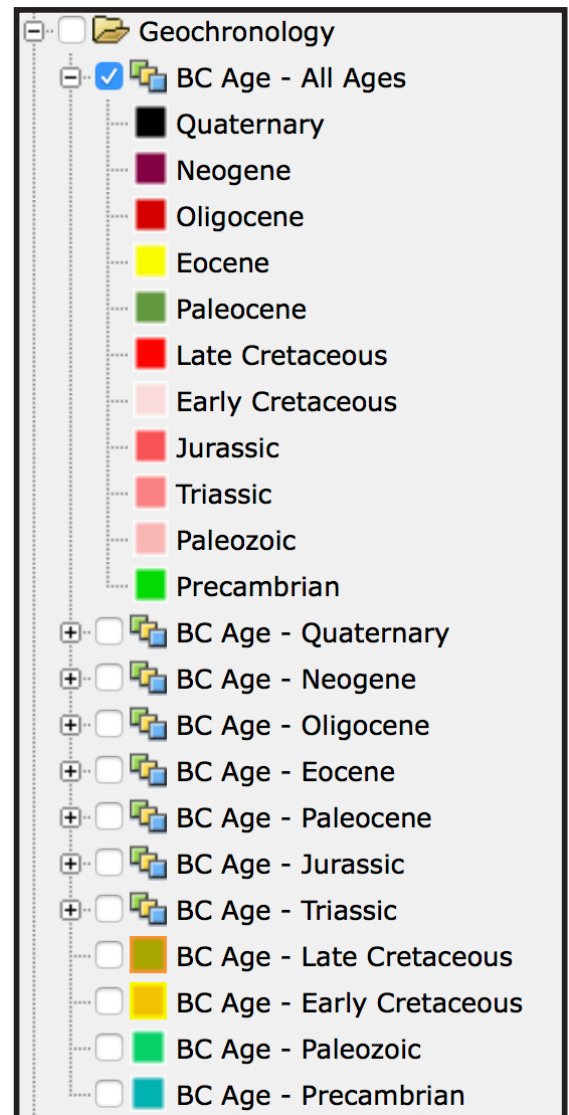 Geochronology
BC Age - All Ages
Quaternary
Neogene
Oligocene
Eocene
Paleocene
Late Cretaceous
Early Cretaceous
Jurassic
Triassic
Paleozoic
Precambrian
BC Age - Quaternary
BC Age - Neogene
BC Age - Oligocene
BC Age - Eocene
BC Age - Paleocene
BC Age - Jurassic
BC Age - Triassic
BC Age - Late Cretaceous
BC Age - Early Cretaceous
BC Age - Paleozoic
BC Age - Precambrian